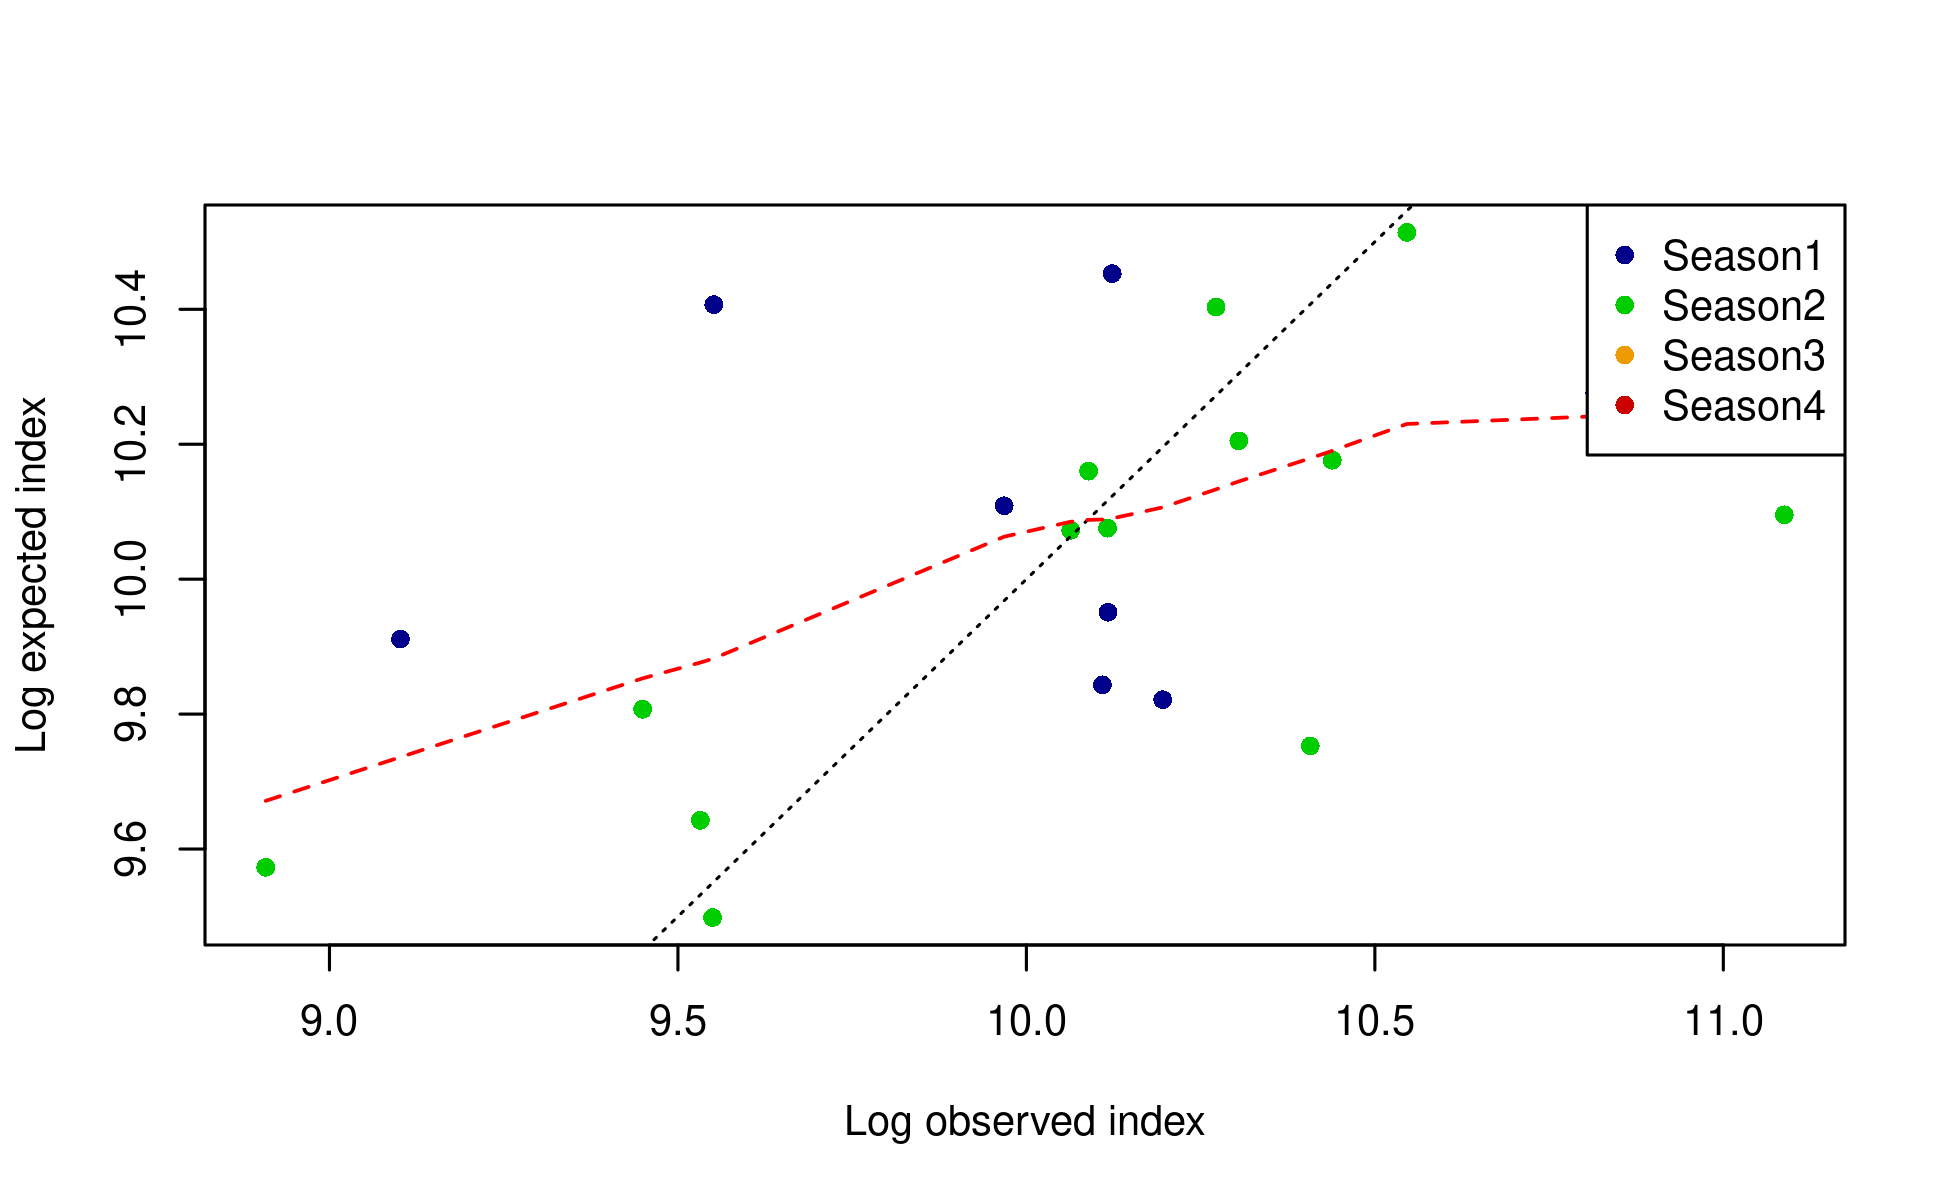 Season1
Season2
Season3
Season4
Log expected index
10.4
10.2
10.0
9.8
9.6
9.0 9.5 10.0 10.5 11.0
Log observed index